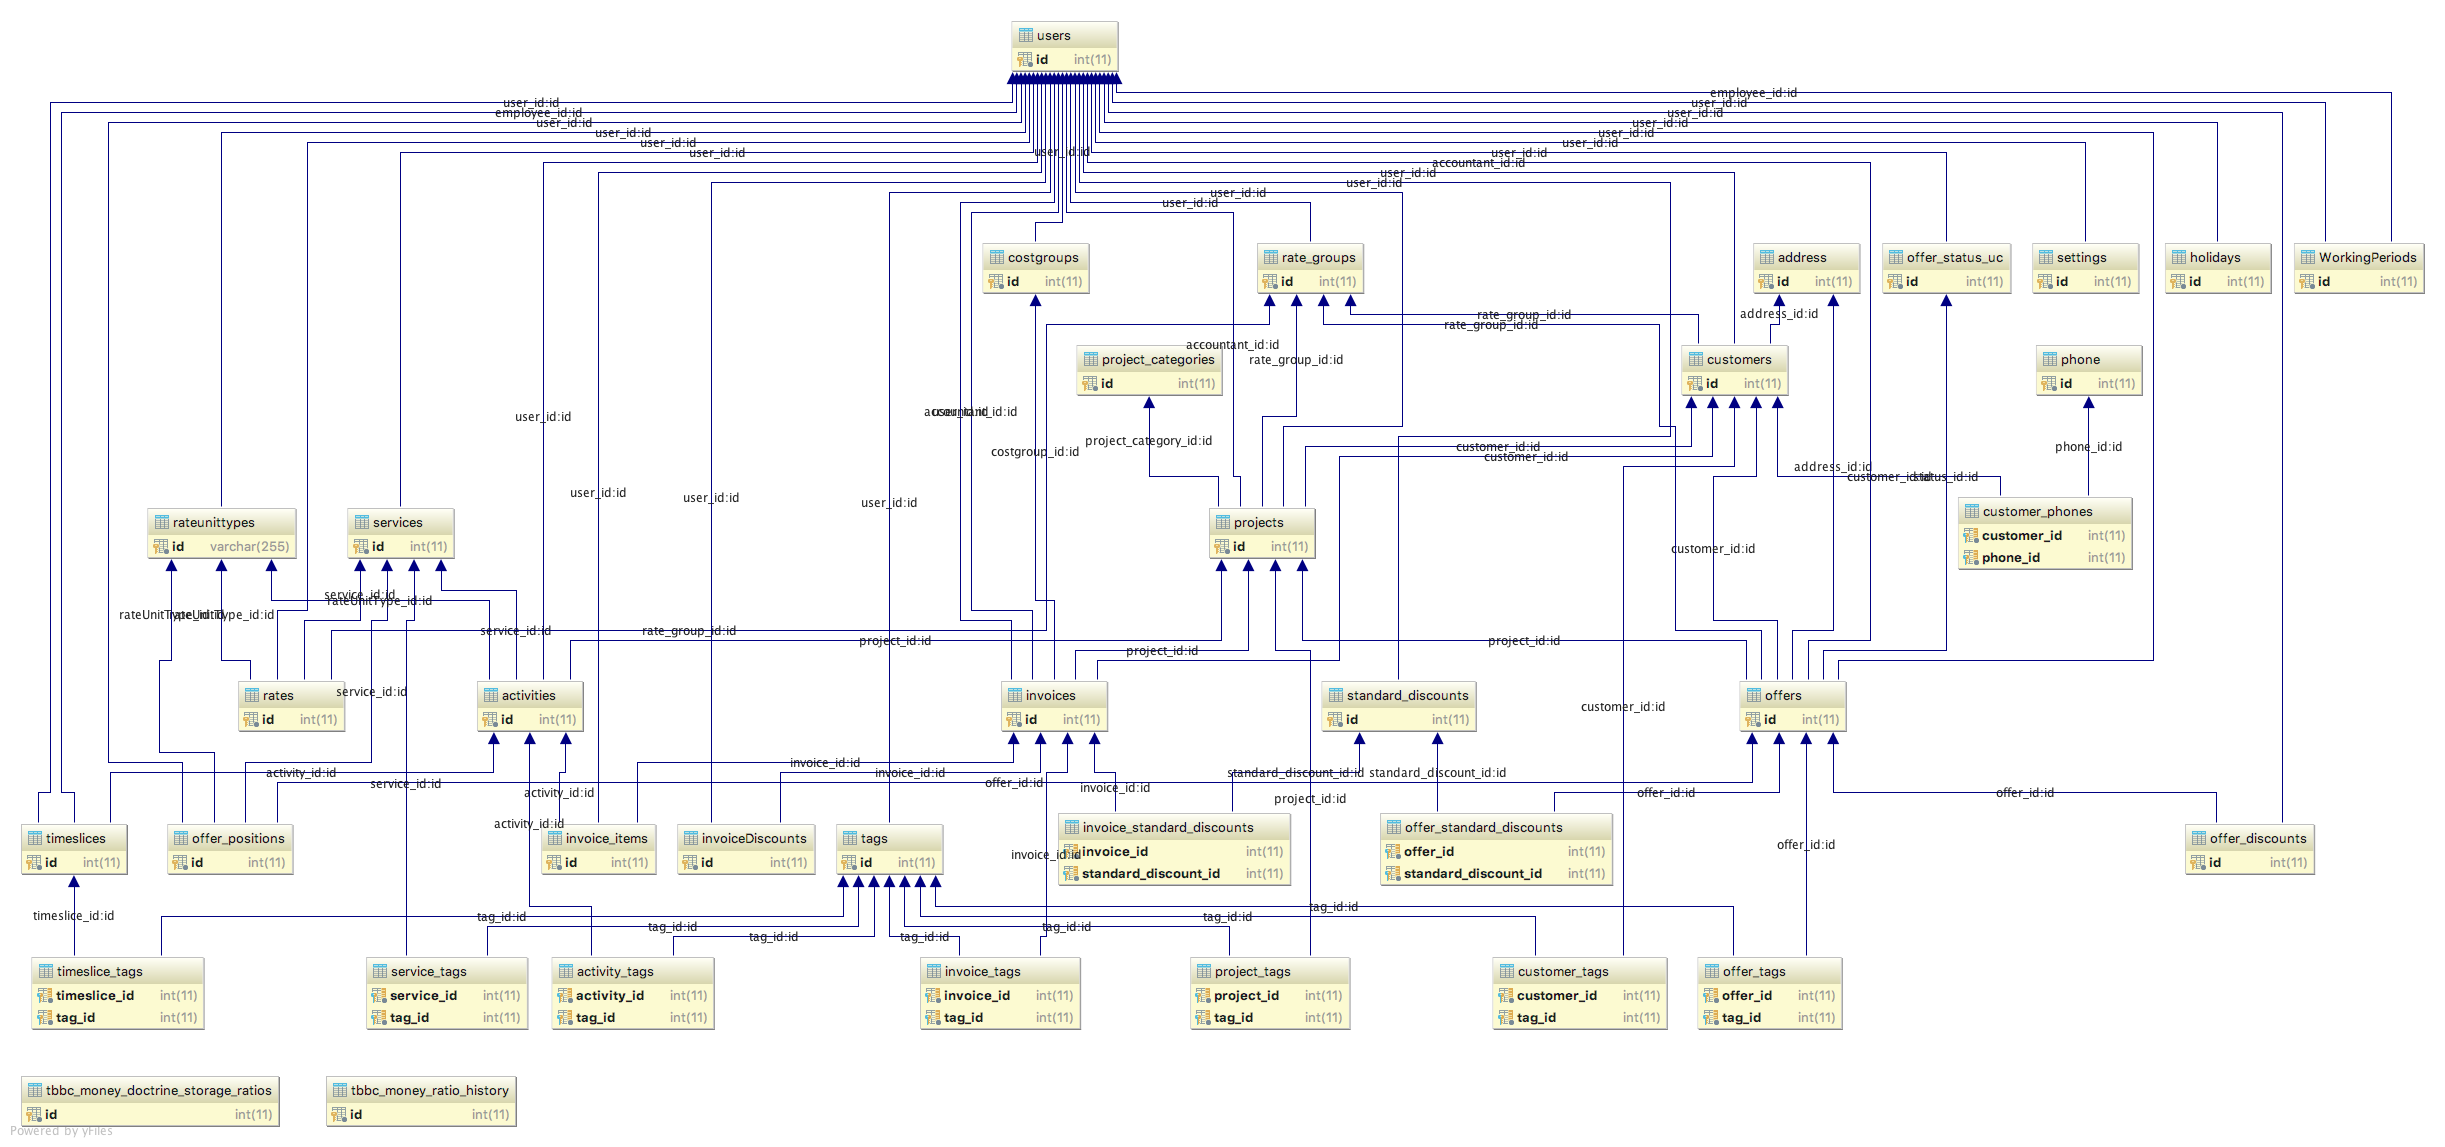 users
id int(11)
employee_id:id
user_id:id
user_id:id
employee_id:id
user_id:id
user_id:id
user_id:id
user_id:id
user_id:id
user_id:id
user_id:id
user_id:id
user_id:id
user_id:id
accountant_id:id
user_id:id
user_id:id
user_id:id
user_id:id
costgroups
id int(11)
rate_groups
id int(11)
address
id int(11)
offer_status_uc
id int(11)
settings
id int(11)
holidays
id int(11)
WorkingPeriods
id int(11)
rate_group_id:id
address_id:id
rate_group_id:id
accountant_id:id
rate_group_id:id
project_categories
id int(11)
customers
id int(11)
phone
id int(11)
user_id:id
accountant_id:id
project_category_id:id
costgroup_id:id
customer_id:id
customer_id:id
phone_id:id
address_id:id
customer_id:id
status_id:id
user_id:id
user_id:id
user_id:id
rateunittypes
id varchar(255)
services
id int(11)
projects
id int(11)
customer_phones
customer_id int(11)
phone_id int(11)
customer_id:id
service_id:id
rateUnitType_id:id
rateUnitType_id:id
rateUnitType_id:id
service_id:id
rate_group_id:id
project_id:id
project_id:id
project_id:id
service_id:id
rates
id int(11)
activities
id int(11)
invoices
id int(11)
standard_discounts
id int(11)
offers
id int(11)
customer_id:id
activity_id:id
invoice_id:id
invoice_id:id
service_id:id
offer_id:id
standard_discount_id:id
standard_discount_id:id
invoice_id:id
activity_id:id
project_id:id
offer_id:id
offer_id:id
activity_id:id
timeslices
id int(11)
offer_positions
id int(11)
invoice_items
id int(11)
invoiceDiscounts
id int(11)
tags
id int(11)
invoice_standard_discounts
invoice_id int(11)
standard_discount_id int(11)
invoice_id:id
offer_standard_discounts
offer_id int(11)
standard_discount_id int(11)
offer_id:id
offer_discounts
id int(11)
timeslice_id:id
tag_id:id
tag_id:id
tag_id:id
tag_id:id
tag_id:id
tag_id:id
timeslice_tags
timeslice_id int(11)
tag_id int(11)
service_tags
service_id int(11)
tag_id int(11)
activity_tags
activity_id int(11)
tag_id int(11)
invoice_tags
invoice_id int(11)
tag_id int(11)
project_tags
project_id int(11)
tag_id int(11)
customer_tags
customer_id int(11)
tag_id int(11)
offer_tags
offer_id int(11)
tag_id int(11)
tbbc_money_doctrine_storage_ratios
id int(11)
tbbc_money_ratio_history
id int(11)
Powered by yFiles